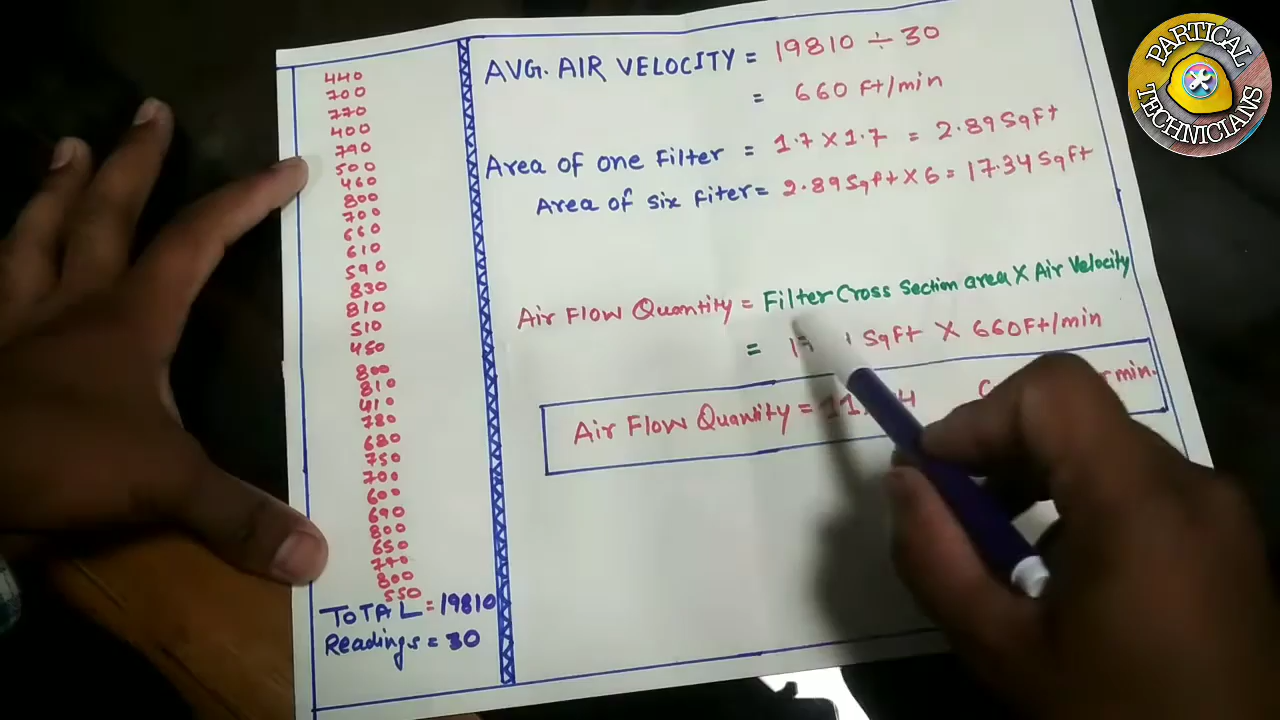 PARTICAL
TECHNICIANS
440
700
770
400
790
500
460
800
700
660
610
590
830
810
510
450
800
810
410
780
680
750
700
600
690
800
650
770
800
550
TOTAL = 19810
Readings = 30
AVG. AIR VELOCITY = 19810 ÷ 30
= 660 Ft/min
Area of one Filter = 1.7 X 1.7 = 2.89 SqFt
Area of six Fiter = 2.89 SqFt X 6 = 17.34 SqFt
Air Flow Quantity = Filter Cross Section area X Air Velocity
= SqFt X 660Ft/min
Air Flow Quantity = min.